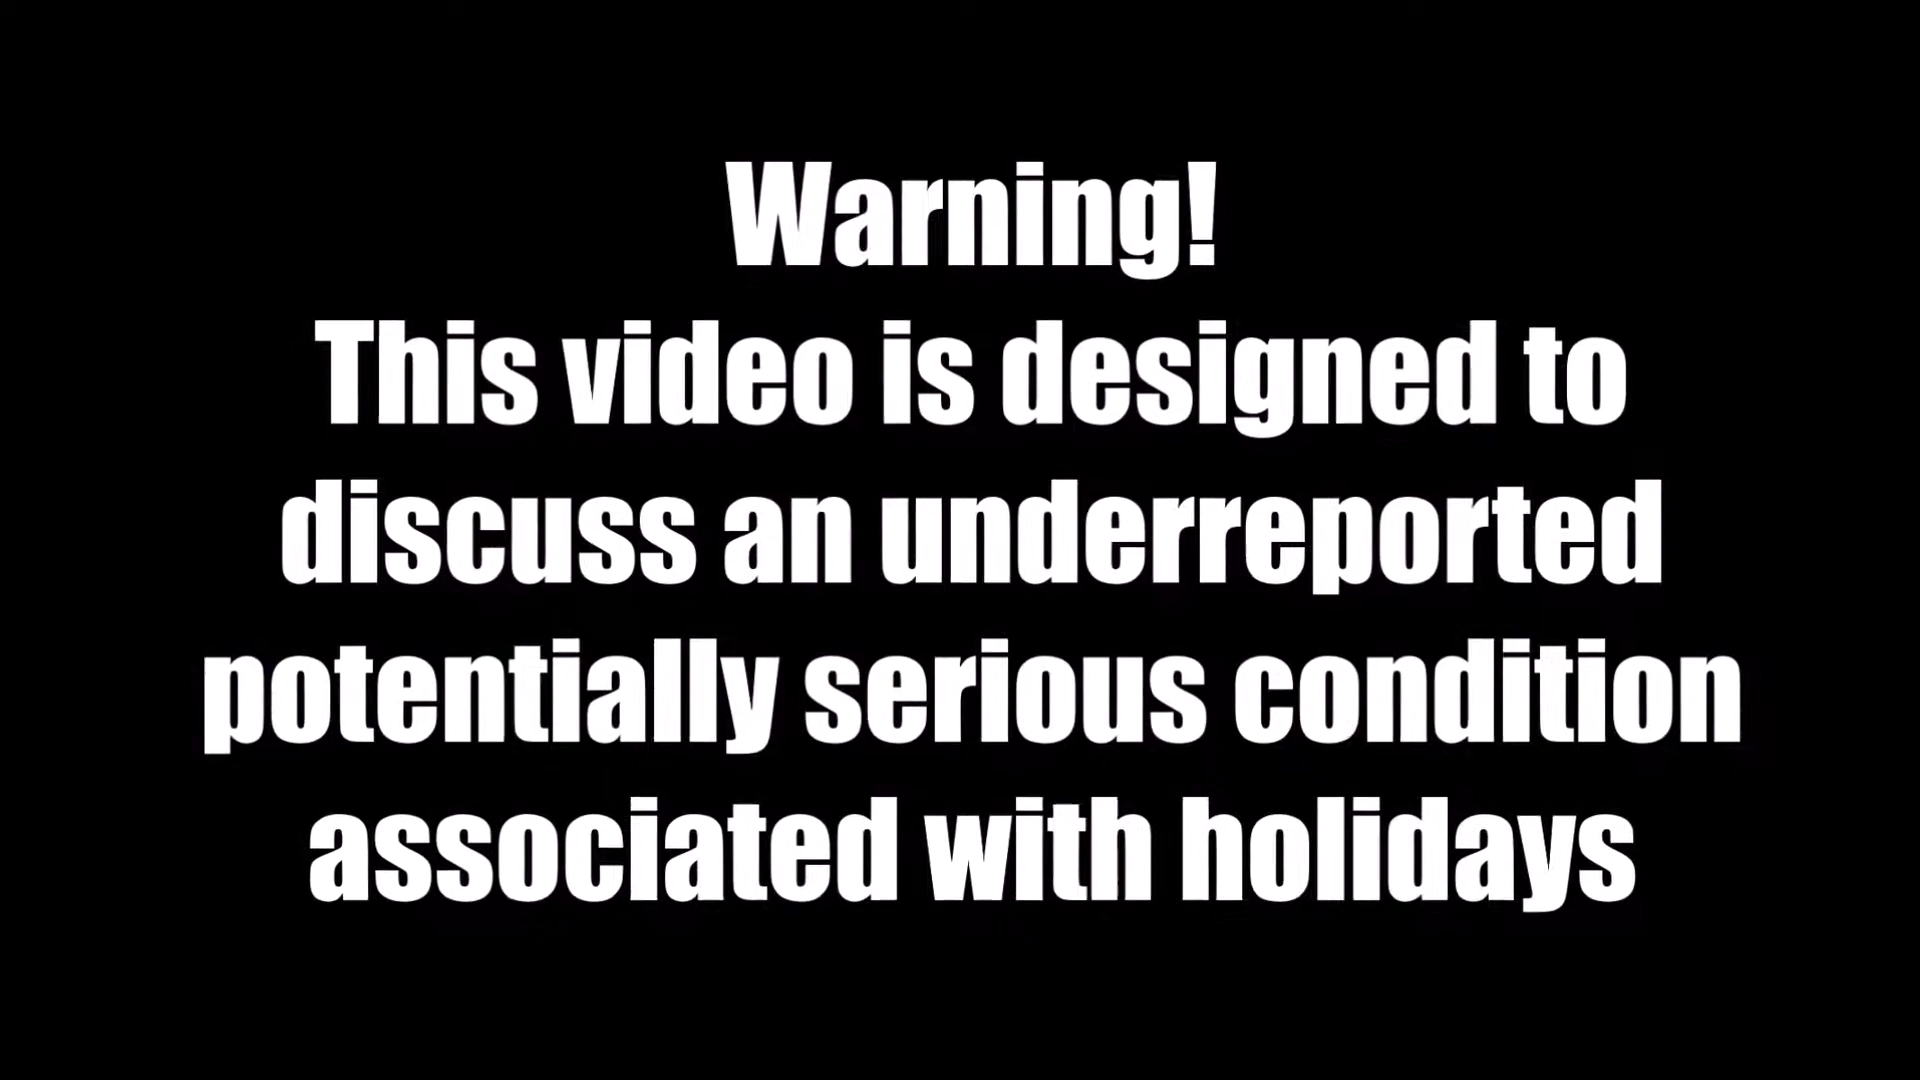 Warning!
This video is designed to
discuss an underreported
potentially serious condition
associated with holidays